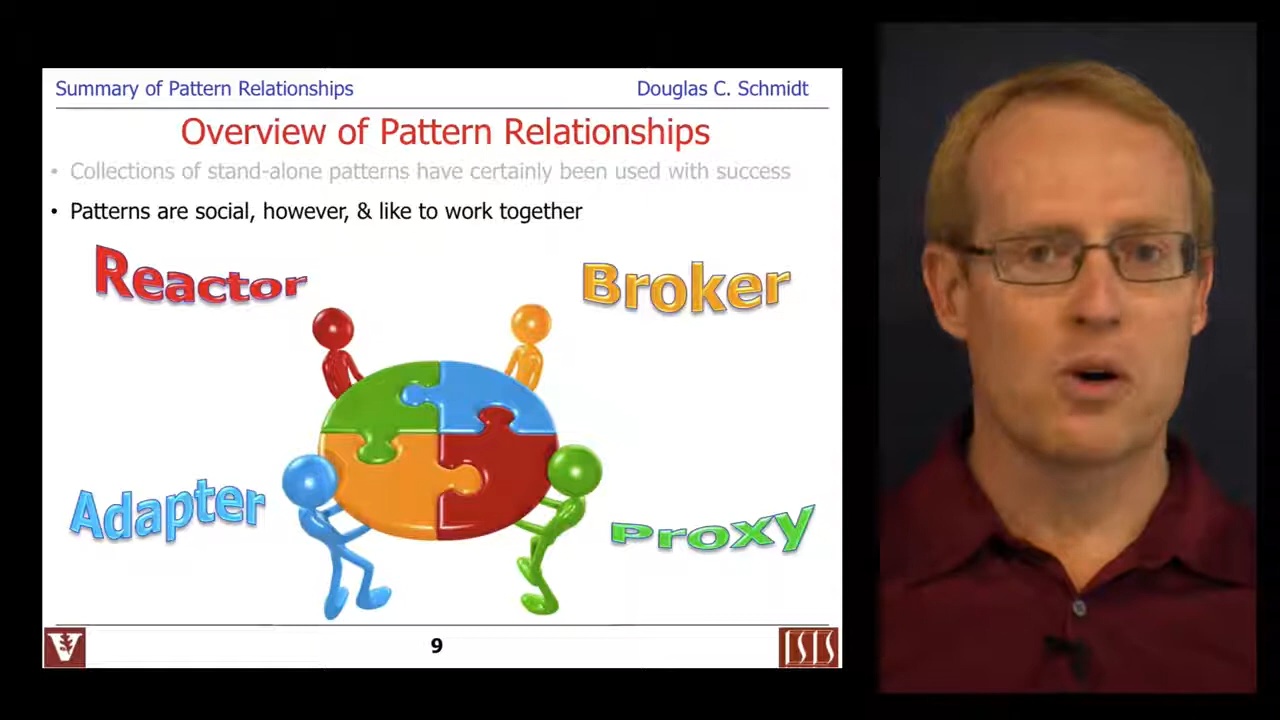 Summary of Pattern Relationships
Douglas C. Schmidt
Overview of Pattern Relationships
• Collections of stand-alone patterns have certainly been used with success
• Patterns are social, however, & like to work together
Reactor
Broker
Adapter
Proxy
V
9
ISIS